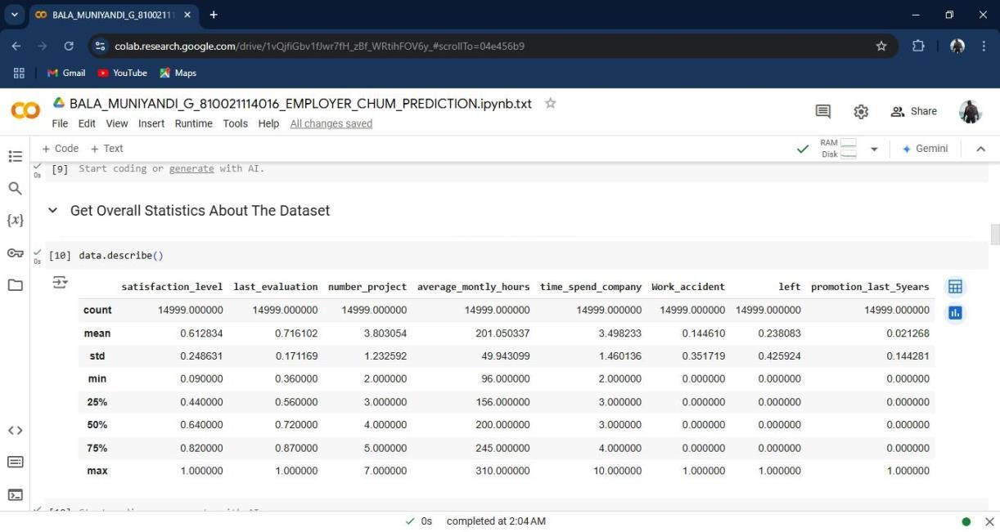 BALA_MUNIYANDI_G_8100211
colab.research.google.com/drive/1vQjfiGbv1fJwr7fH_zBf_WRtihFOV6y_#scrollTo=04e456b9
Gmail YouTube Maps
BALA_MUNIYANDI_G_810021114016_EMPLOYER_CHUM_PREDICTION.ipynb.txt
File Edit View Insert Runtime Tools Help All changes saved
Share
+ Code + Text
RAM
Disk
Gemini
0s
[9] Start coding or generate with AI.
Get Overall Statistics About The Dataset
0s
[10] data.describe()
satisfaction_level last_evaluation number_project average_montly_hours time_spend_company Work_accident left promotion_last_5years
count 14999.000000 14999.000000 14999.000000 14999.000000 14999.000000 14999.000000 14999.000000 14999.000000
mean 0.612834 0.716102 3.803054 201.050337 3.498233 0.144610 0.238083 0.021268
std 0.248631 0.171169 1.232592 49.943099 1.460136 0.351719 0.425924 0.144281
min 0.090000 0.360000 2.000000 96.000000 2.000000 0.000000 0.000000 0.000000
25% 0.440000 0.560000 3.000000 156.000000 3.000000 0.000000 0.000000 0.000000
50% 0.640000 0.720000 4.000000 200.000000 3.000000 0.000000 0.000000 0.000000
75% 0.820000 0.870000 5.000000 245.000000 4.000000 0.000000 0.000000 0.000000
max 1.000000 1.000000 7.000000 310.000000 10.000000 1.000000 1.000000 1.000000
0s completed at 2:04 AM